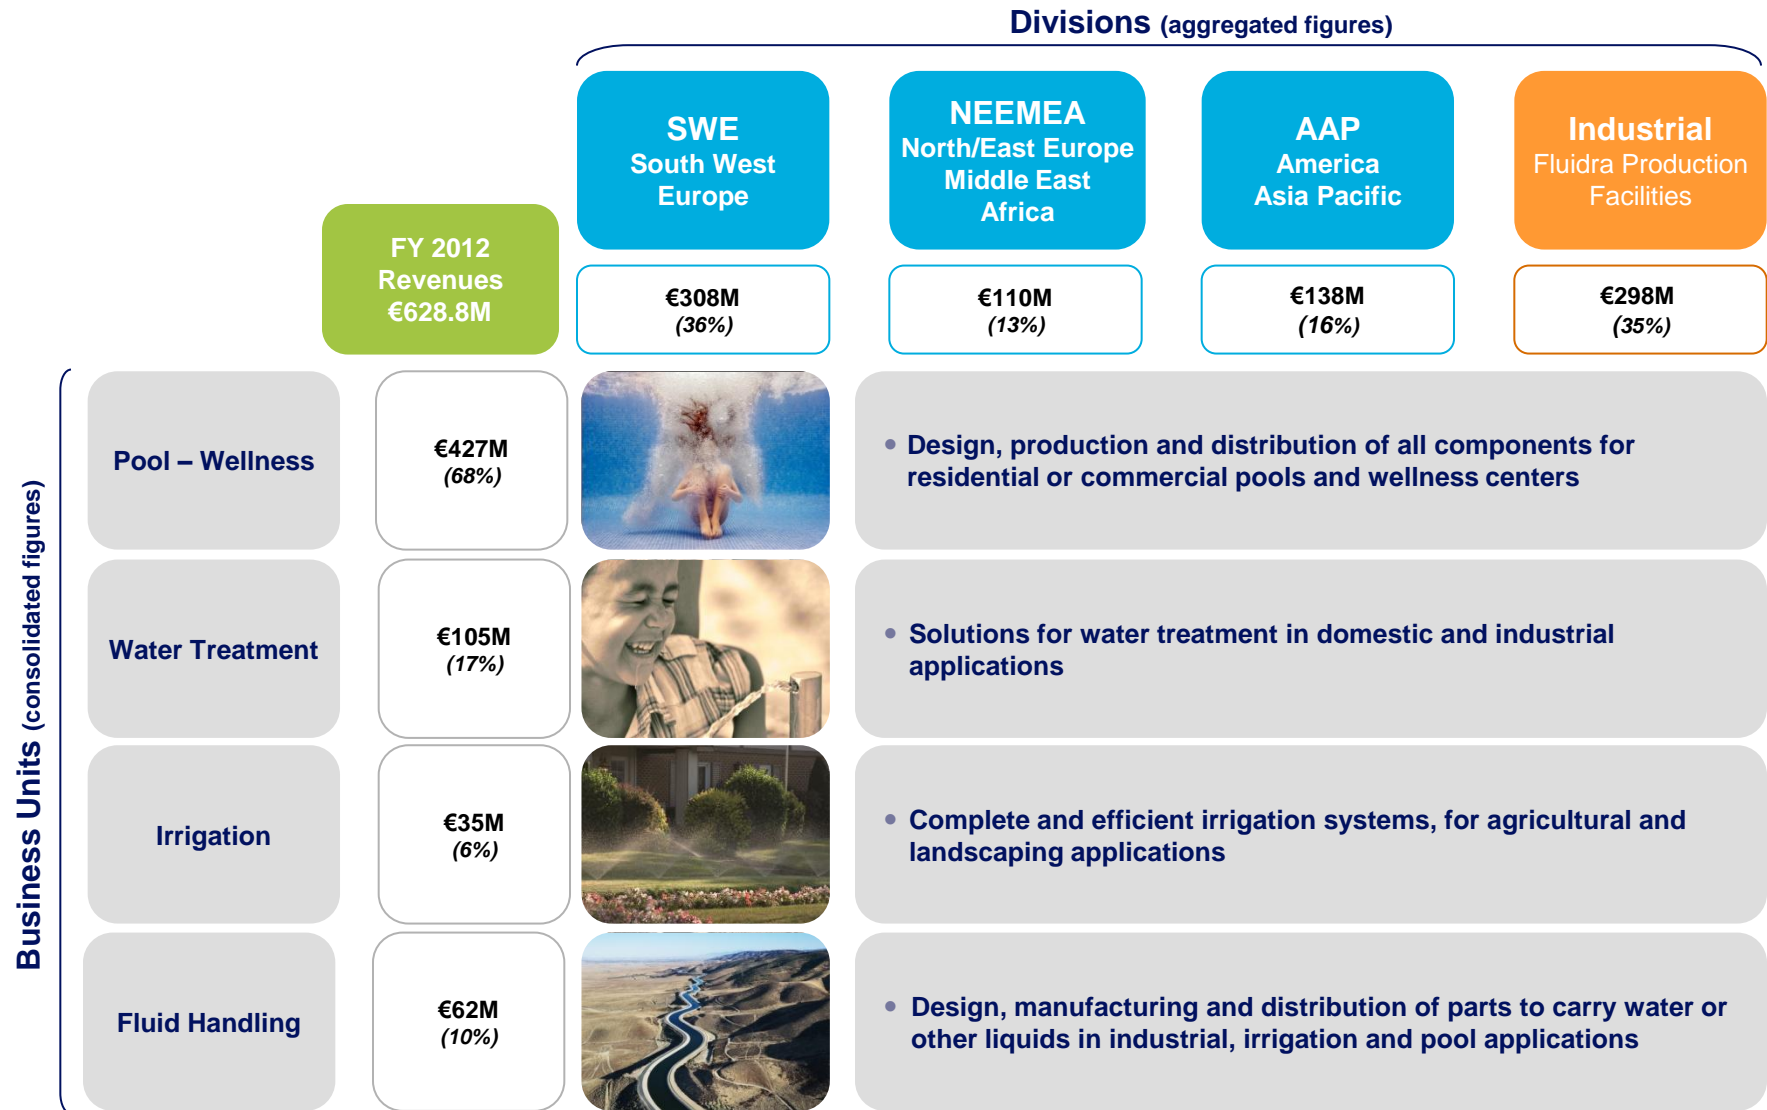 Divisions (aggregated figures)
SWE
South West
Europe
NEEMEA
North/East Europe
Middle East
Africa
AAP
America
Asia Pacific
Industrial
Fluidra Production
Facilities
FY 2012
Revenues
€628.8M
€308M
(36%)
€110M
(13%)
€138M
(16%)
€298M
(35%)
Business Units (consolidated figures)
Pool – Wellness
€427M
(68%)
• Design, production and distribution of all components for
residential or commercial pools and wellness centers
Water Treatment
€105M
(17%)
• Solutions for water treatment in domestic and industrial
applications
Irrigation
€35M
(6%)
• Complete and efficient irrigation systems, for agricultural and
landscaping applications
Fluid Handling
€62M
(10%)
• Design, manufacturing and distribution of parts to carry water or
other liquids in industrial, irrigation and pool applications